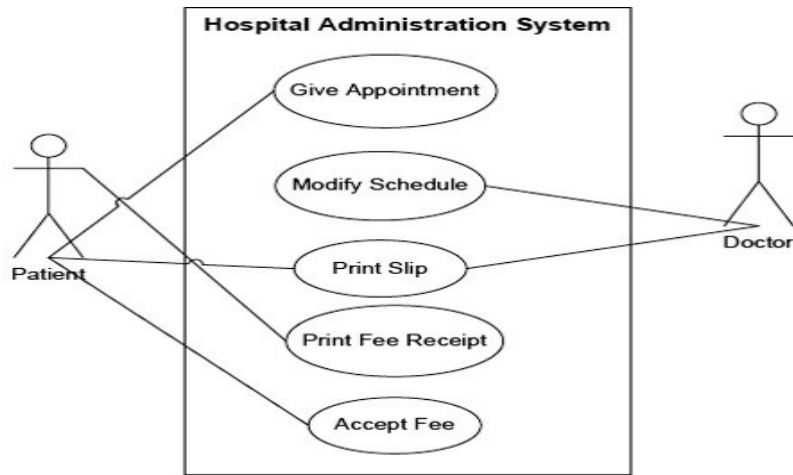 Hospital Administration System
Give Appointment
Modify Schedule
Doctor
Print Slip
Patient
Print Fee Receipt
Accept Fee